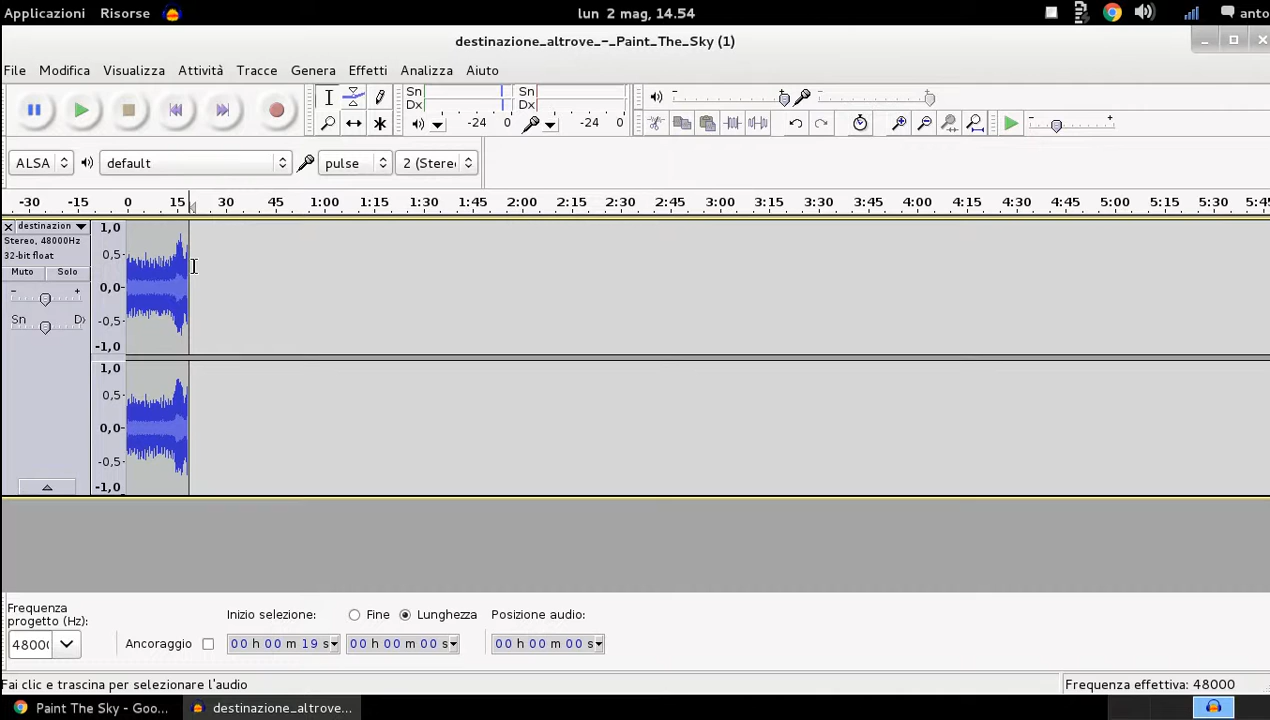 Applicazioni Risorse lun 2 mag, 14.54 anto
destinazione_altrove_-_Paint_The_Sky (1)
File Modifica Visualizza Attività Tracce Genera Effetti Analizza Aiuto
Sn Dx -24 0
Sn Dx -24 0
ALSA default pulse 2 (Stere
-30 -15 0 15 30 45 1:00 1:15 1:30 1:45 2:00 2:15 2:30 2:45 3:00 3:15 3:30 3:45 4:00 4:15 4:30 4:45 5:00 5:15 5:30 5:45
destinazion
Stereo, 48000Hz
32-bit float
Muto Solo
- +
Sn D
1,0
0,5
0,0
-0,5
-1,0
1,0
0,5
0,0
-0,5
-1,0
Frequenza
progetto (Hz):
4800
Ancoraggio
Inizio selezione: Fine Lunghezza Posizione audio:
00 h 00 m 19 s 00 h 00 m 00 s 00 h 00 m 00 s
Fai clic e trascina per selezionare l'audio Frequenza effettiva: 48000
Paint The Sky - Goo... destinazione_altrove...